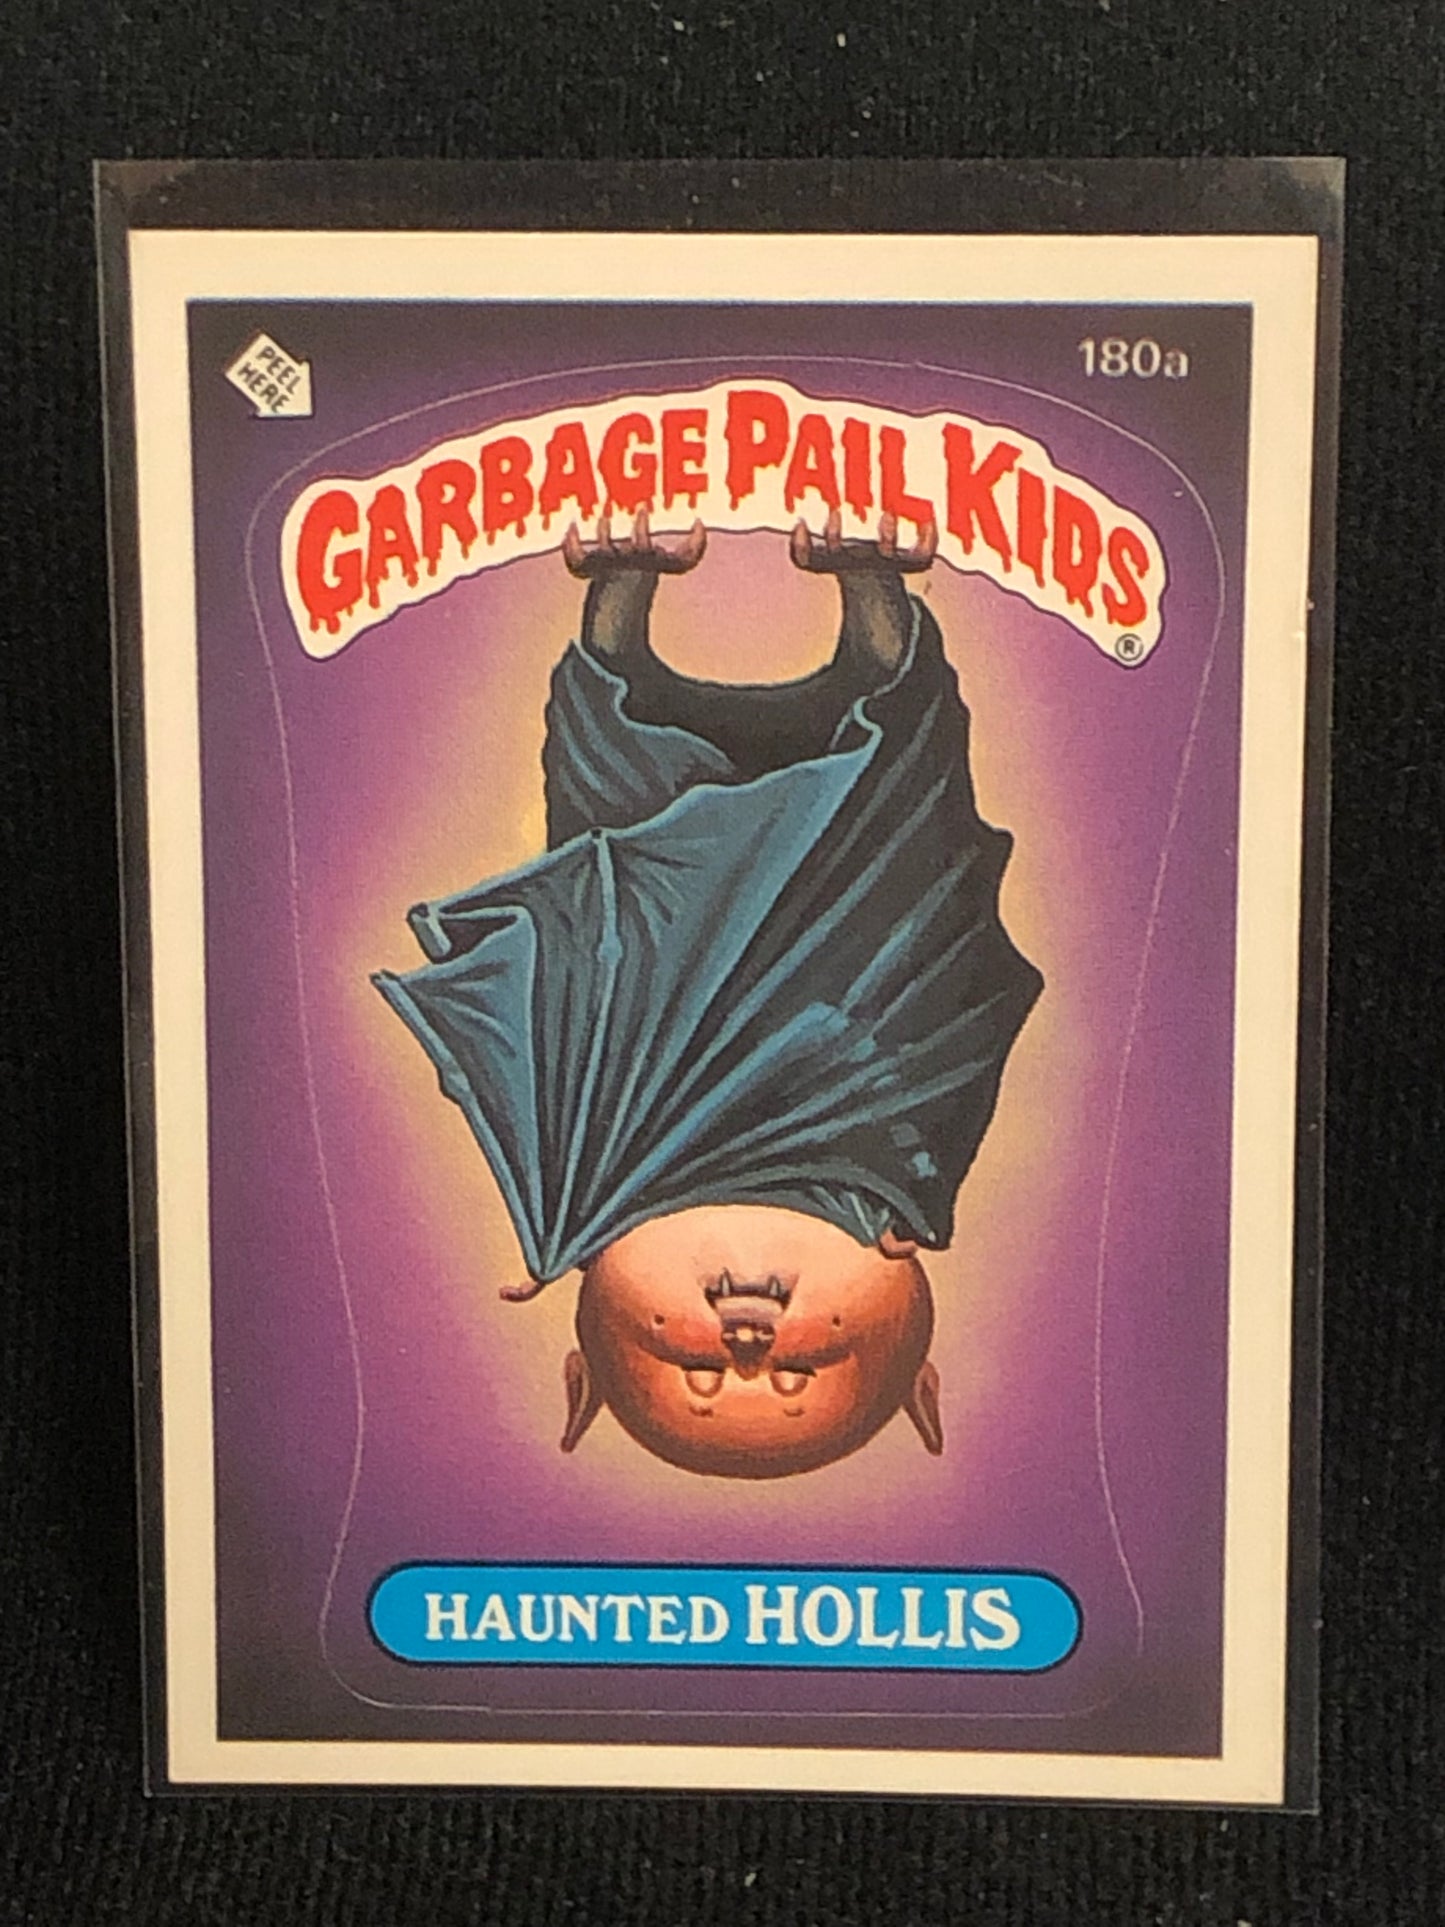 PEEL
HERE
180a
GARBAGE PAIL KIDS
®
HAUNTED HOLLIS